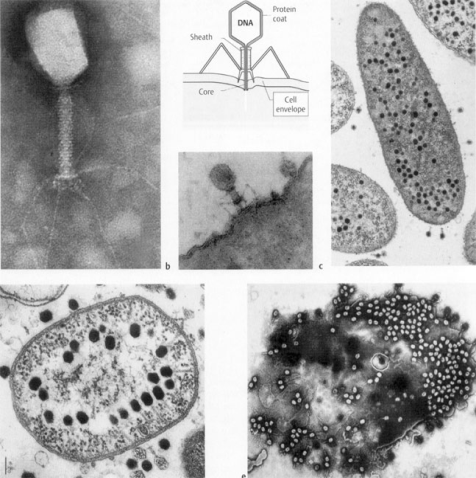 DNA
Protein
coat
Sheath
Core
Cell
envelope
b
c
e